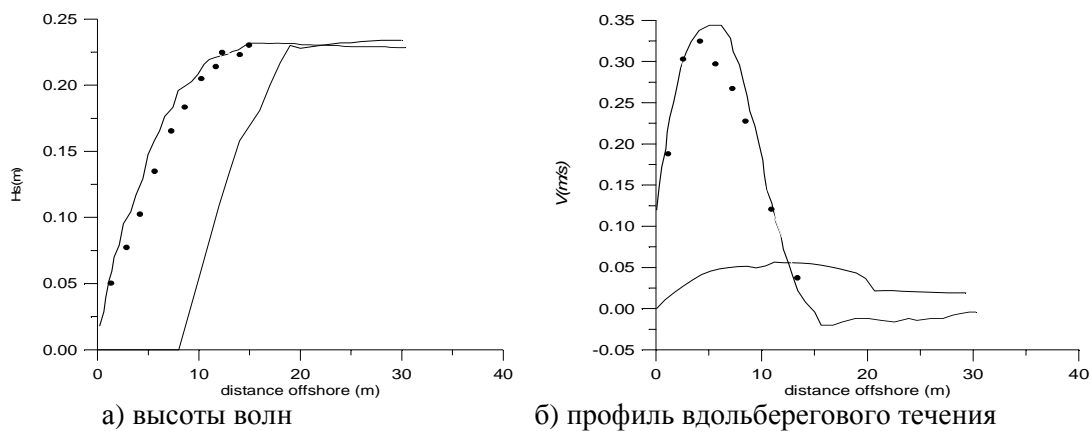 0.25
0.20
0.15
0.10
0.05
0.00
Hs(m)
0 10 20 30 40
distance offshore (m)
а) высоты волн
0.35
0.30
0.25
0.20
0.15
0.10
0.05
0.00
-0.05
V(m/s)
0 10 20 30 40
distance offshore (m)
б) профиль вдольберегового течения